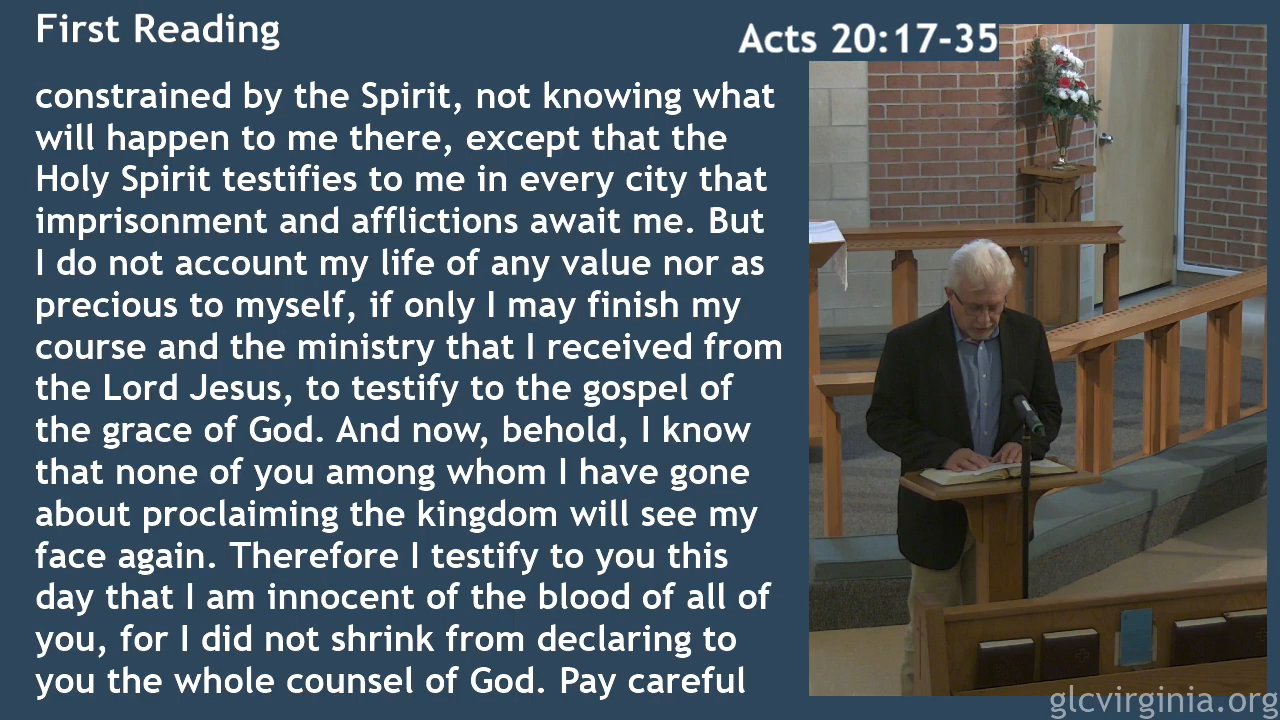 First Reading
Acts 20:17-35
constrained by the Spirit, not knowing what
will happen to me there, except that the
Holy Spirit testifies to me in every city that
imprisonment and afflictions await me. But
I do not account my life of any value nor as
precious to myself, if only I may finish my
course and the ministry that I received from
the Lord Jesus, to testify to the gospel of
the grace of God. And now, behold, I know
that none of you among whom I have gone
about proclaiming the kingdom will see my
face again. Therefore I testify to you this
day that I am innocent of the blood of all of
you, for I did not shrink from declaring to
you the whole counsel of God. Pay careful
glcvirginia.org